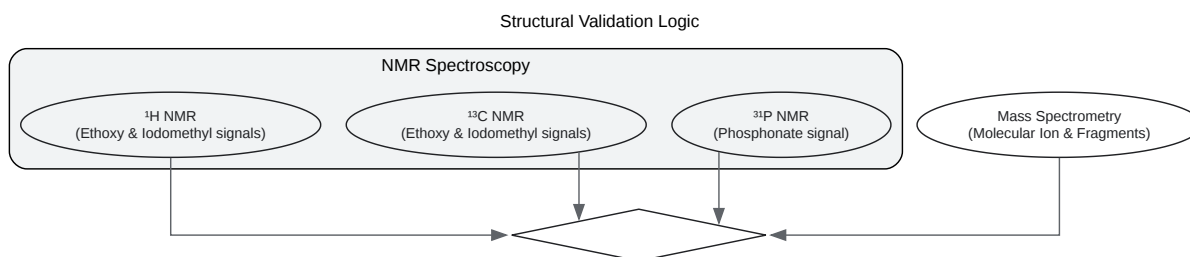 Structural Validation Logic
NMR Spectroscopy
¹H NMR
(Ethoxy & Iodomethyl signals)
¹³C NMR
(Ethoxy & Iodomethyl signals)
³¹P NMR
(Phosphonate signal)
Mass Spectrometry
(Molecular Ion & Fragments)